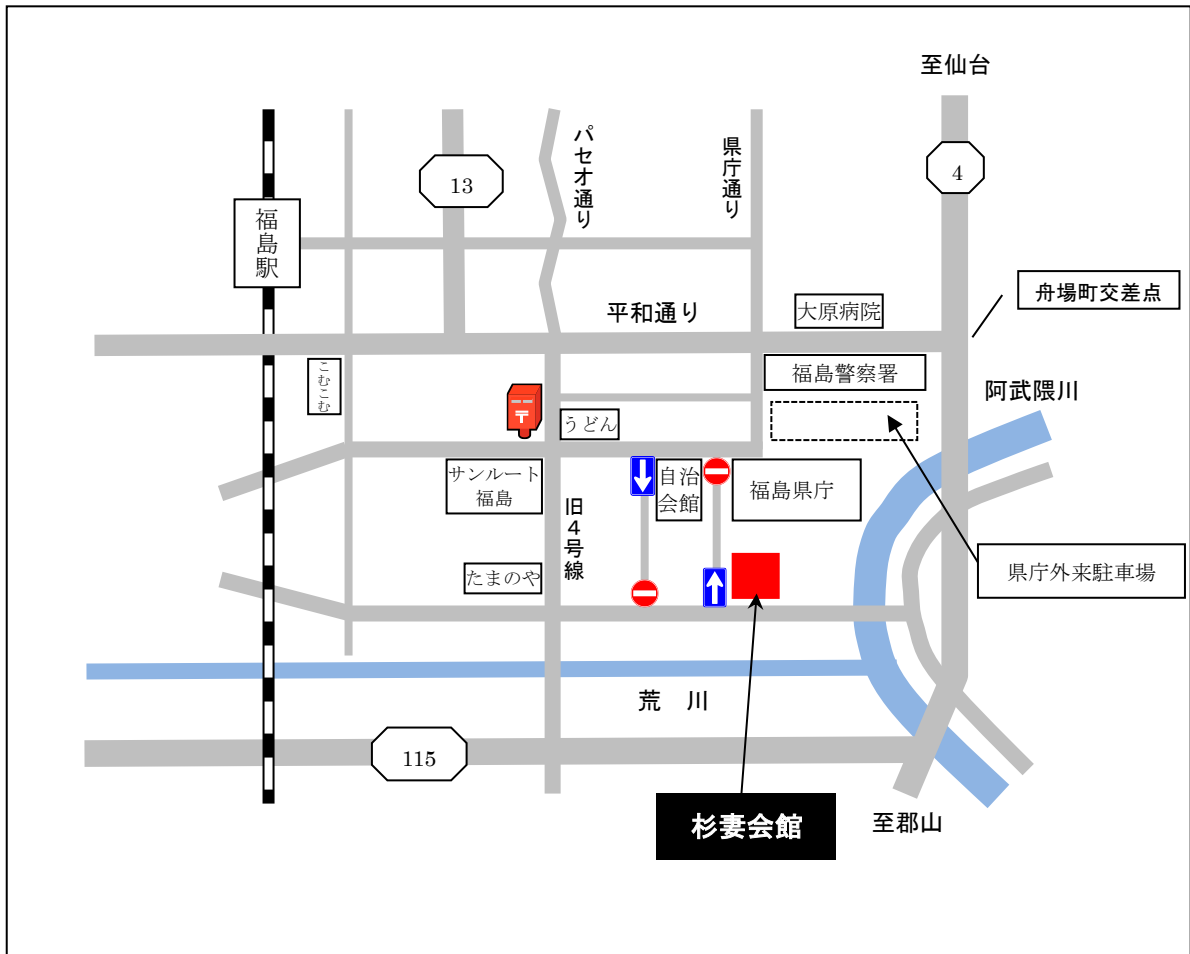 至仙台
パセオ通り
県庁通り
13
4
福島駅
舟場町交差点
大原病院
平和通り
こむこむ
福島警察署
阿武隈川
〒
うどん
サンルート
福島
自治
会館
福島県庁
旧4号線
県庁外来駐車場
たまのや
荒 川
115
杉妻会館
至郡山